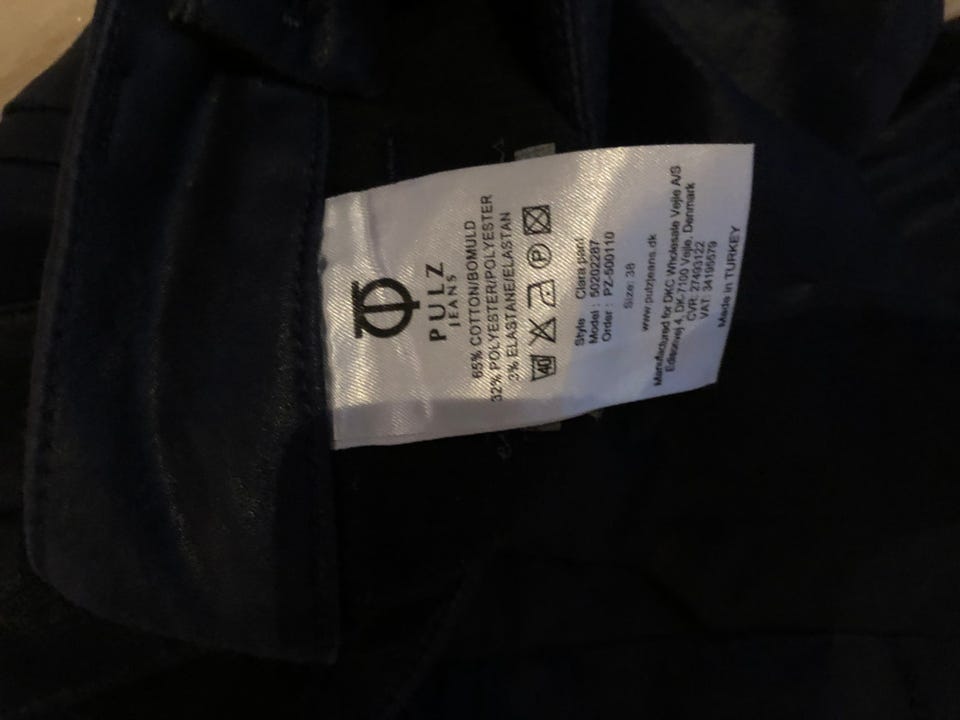 PULZ
JEANS
65% COTTON/BOMULD
32% POLYESTER/POLYESTER
3% ELASTANE/ELASTAN
40 P
Style : Clara pant
Model : 50202287
Order : PZ-500110
Size: 38
www.pulzjeans.dk
Manufactured for DKC Wholesale Vejle A/S
Edisonvej 4, DK-7100 Vejle, Denmark
CVR: 27493122
VAT: 34195679
Made in TURKEY